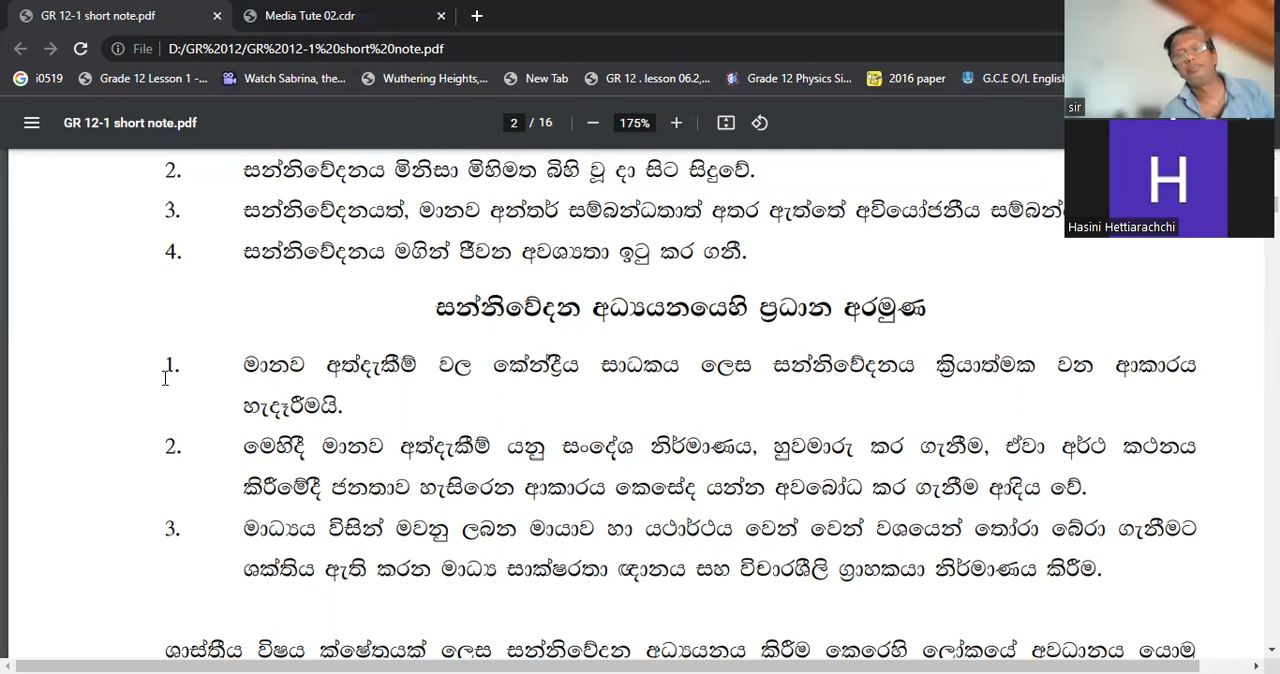 GR 12-1 short note.pdf
Media Tute 02.cdr
File D:/GR%2012/GR%2012-1%20short%20note.pdf
i0519 Grade 12 Lesson 1 -... Watch Sabrina, the... Wuthering Heights,... New Tab GR 12 . lesson 06.2,... Grade 12 Physics Si... 2016 paper G.C.E O/L English
sir
GR 12-1 short note.pdf 2 / 16 175%
H
Hasini Hettiarachchi
2. සන්නිවේදනය මිනිසා මිහිමත බිහි වූ දා සිට සිදුවේ.
3. සන්නිවේදනයත්, මානව අන්තර් සම්බන්ධතාත් අතර ඇත්තේ අවියෝජනීය
4. සන්නිවේදනය මගින් ජීවන අවශ්‍යතා ඉටු කර ගනී.
සන්නිවේදන අධ්‍යයනයෙහි ප්‍රධාන අරමුණ
1. මානව අත්දැකීම් වල කේන්ද්‍රීය සාධකය ලෙස සන්නිවේදනය ක්‍රියාත්මක වන ආකාරය
හැදෑරීමයි.
2. මෙහිදී මානව අත්දැකීම් යනු සංදේශ නිර්මාණය, හුවමාරු කර ගැනීම, ඒවා අර්ථ කථනය
කිරීමේදී ජනතාව හැසිරෙන ආකාරය කෙසේද යන්න අවබෝධ කර ගැනීම ආදිය වේ.
3. මාධ්‍යය විසින් මවනු ලබන මායාව හා යථාර්ථය වෙන් වෙන් වශයෙන් තෝරා බේරා ගැනීමට
ශක්තිය ඇති කරන මාධ්‍ය සාක්ෂරතා ඥානය සහ විචාරශීලි ග්‍රාහකයා නිර්මාණය කිරීම.
ශාස්ත්‍රීය විෂය ක්ෂේත්‍රයක් ලෙස සන්නිවේදන අධ්‍යයනය කිරීම කෙරෙහි ලෝකයේ අවධානය යොමු